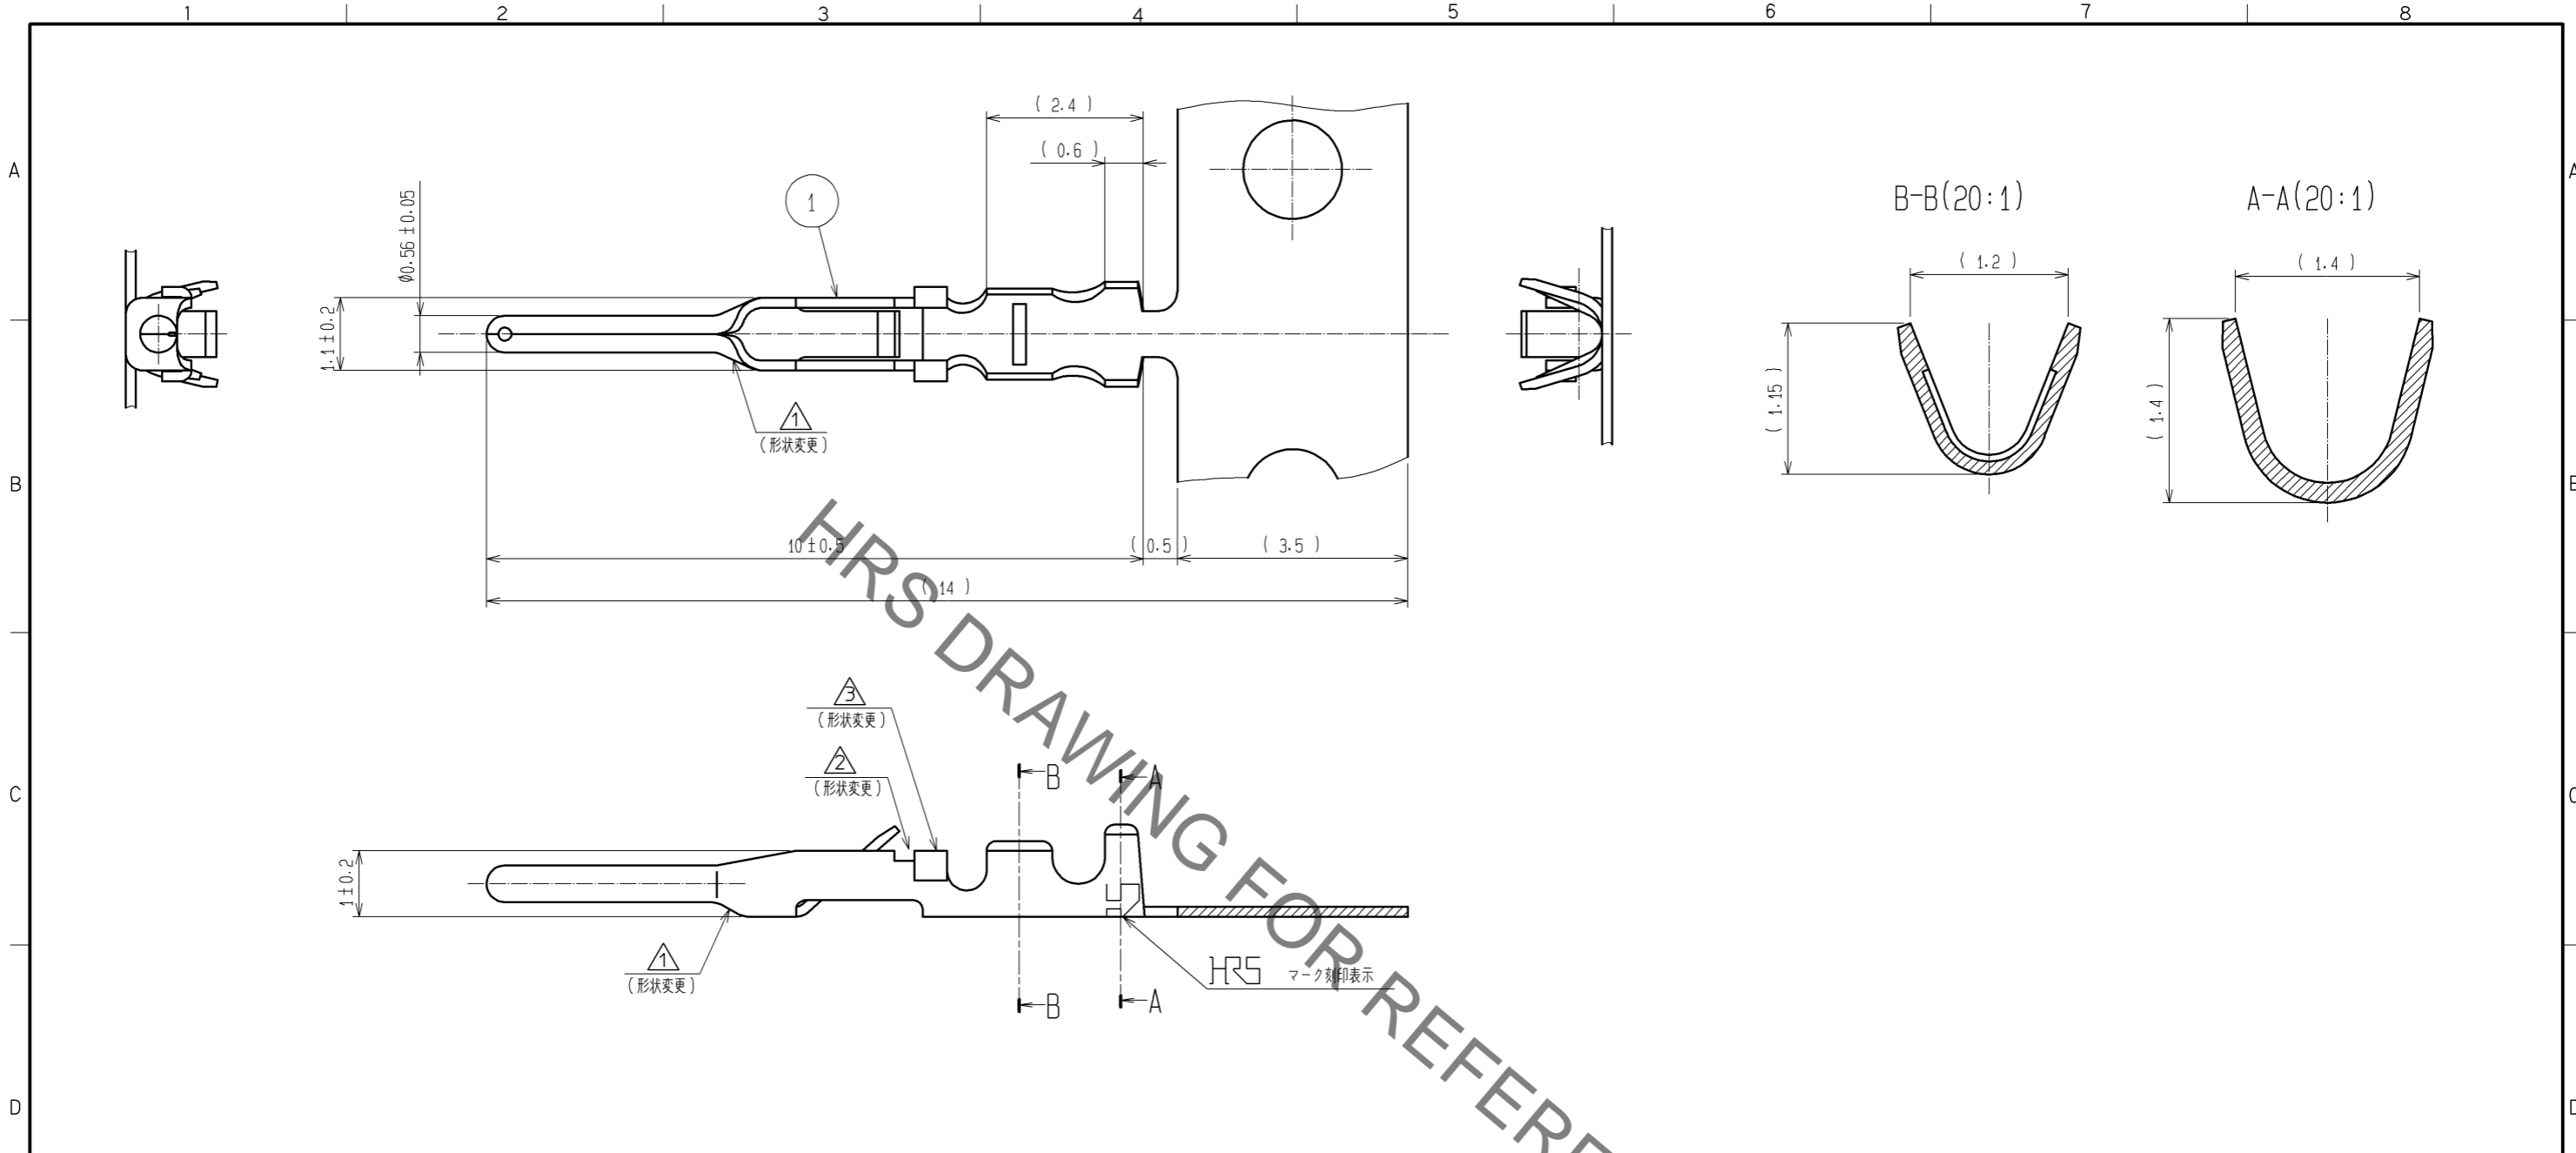 1 2 3 4 5 6 7 8
A
B
C
D
A
( 2.4 )
( 0.6 )
1
φ0.56 ±0.05
1.1±0.2
1
(形状変更)
10±0.5
( 0.5 )
( 3.5 )
( 14 )
B-B(20:1)
A-A(20:1)
( 1.2 )
( 1.4 )
( 1.15 )
( 1.4 )
3
(形状変更)
2
(形状変更)
B
A
1±0.2
1
(形状変更)
HRS マーク刻印表示
B
A
HRS DRAWING FOR REFERE